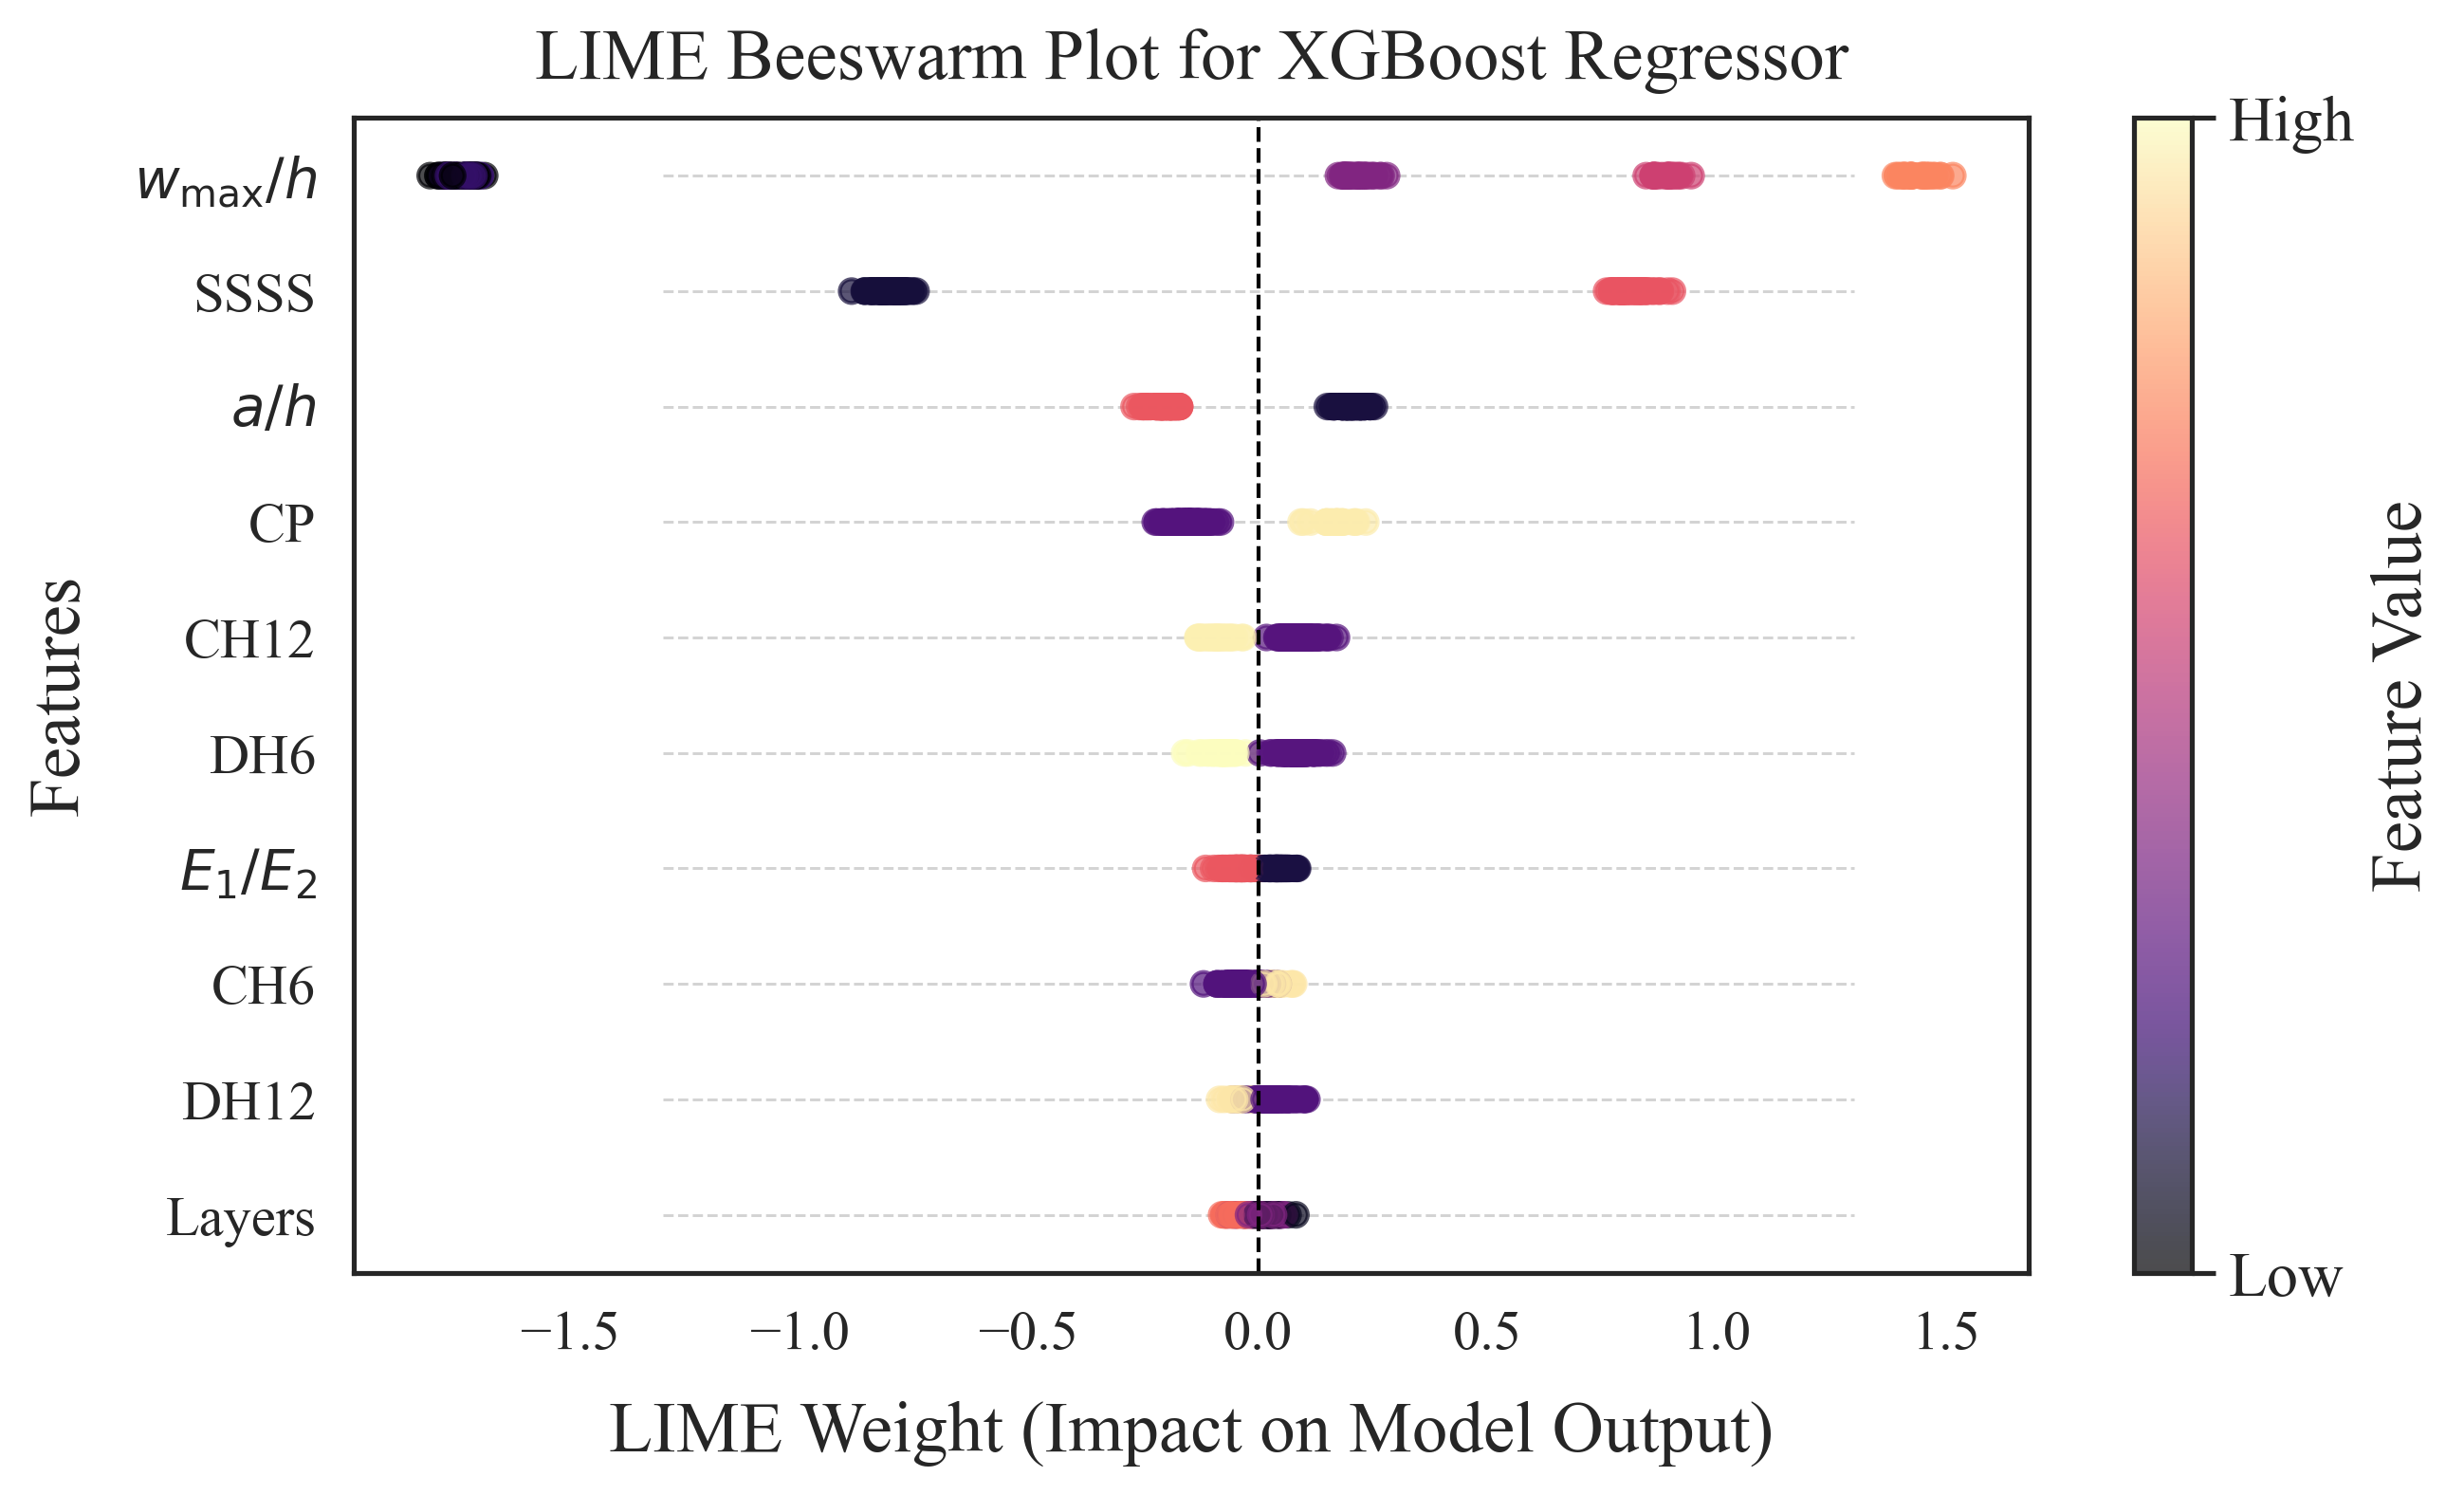 LIME Beeswarm Plot for XGBoost Regressor
High
w_max/h
SSSS
a/h
CP
CH12
DH6
E_1/E_2
CH6
DH12
Layers
Features
Feature Value
Low
−1.5 −1.0 −0.5 0.0 0.5 1.0 1.5
LIME Weight (Impact on Model Output)